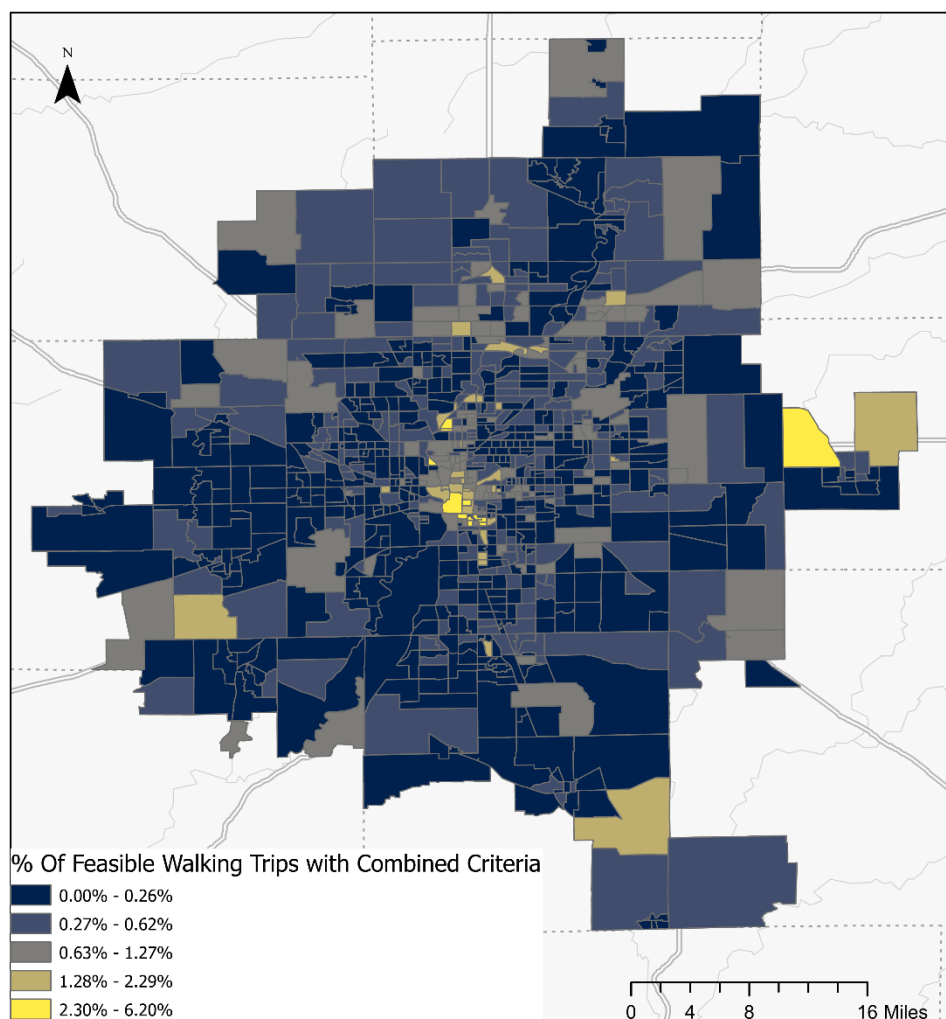 N
% Of Feasible Walking Trips with Combined Criteria
0.00% - 0.26%
0.27% - 0.62%
0.63% - 1.27%
1.28% - 2.29%
2.30% - 6.20%
0 4 8 16 Miles